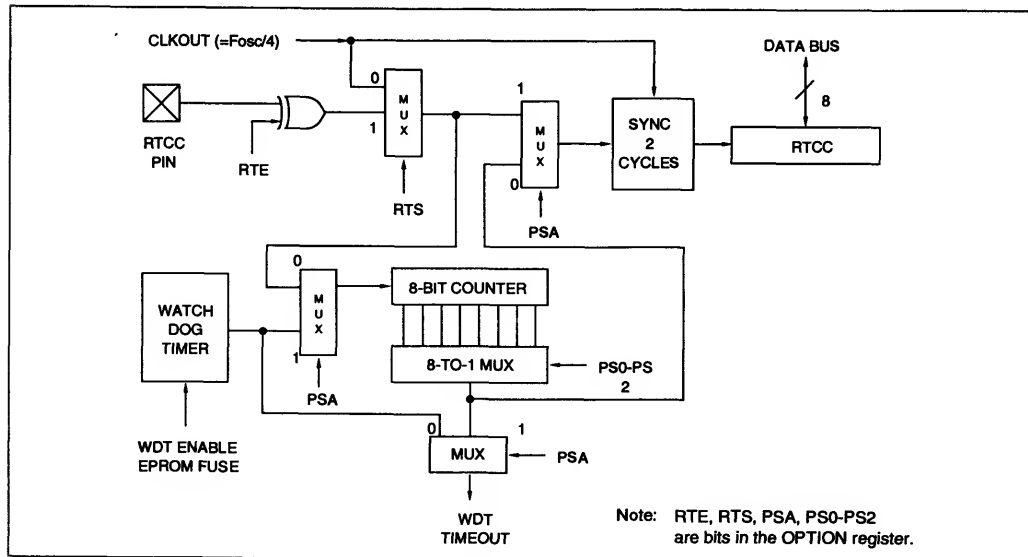 CLKOUT (=Fosc/4)
DATA BUS
8
0
MUX
1
RTCC
PIN
RTE
RTS
1
MUX
0
PSA
SYNC
2
CYCLES
RTCC
0
MUX
1
PSA
WATCH
DOG
TIMER
WDT ENABLE
EPROM FUSE
8-BIT COUNTER
8-TO-1 MUX
PS0-PS
2
0
1
MUX
PSA
WDT
TIMEOUT
Note: RTE, RTS, PSA, PS0-PS2
are bits in the OPTION register.